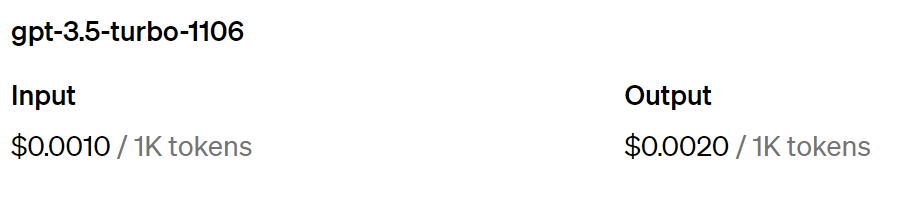 gpt-3.5-turbo-1106
Input Output
$0.0010 / 1K tokens $0.0020 / 1K tokens